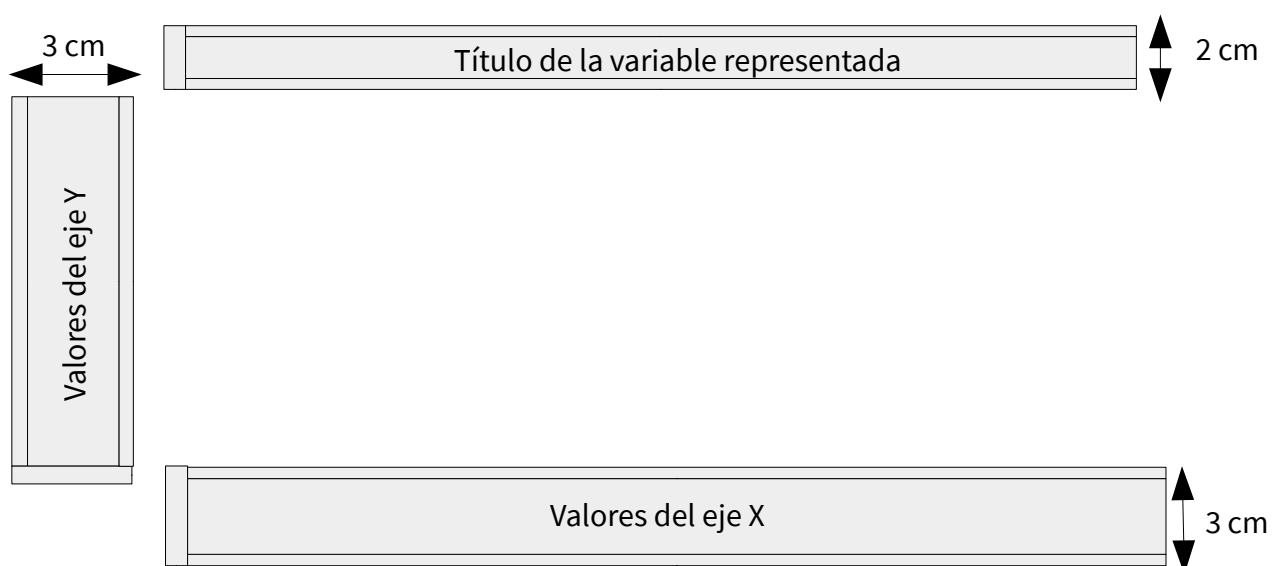 3 cm
Título de la variable representada
2 cm
Valores del eje Y
Valores del eje X
3 cm